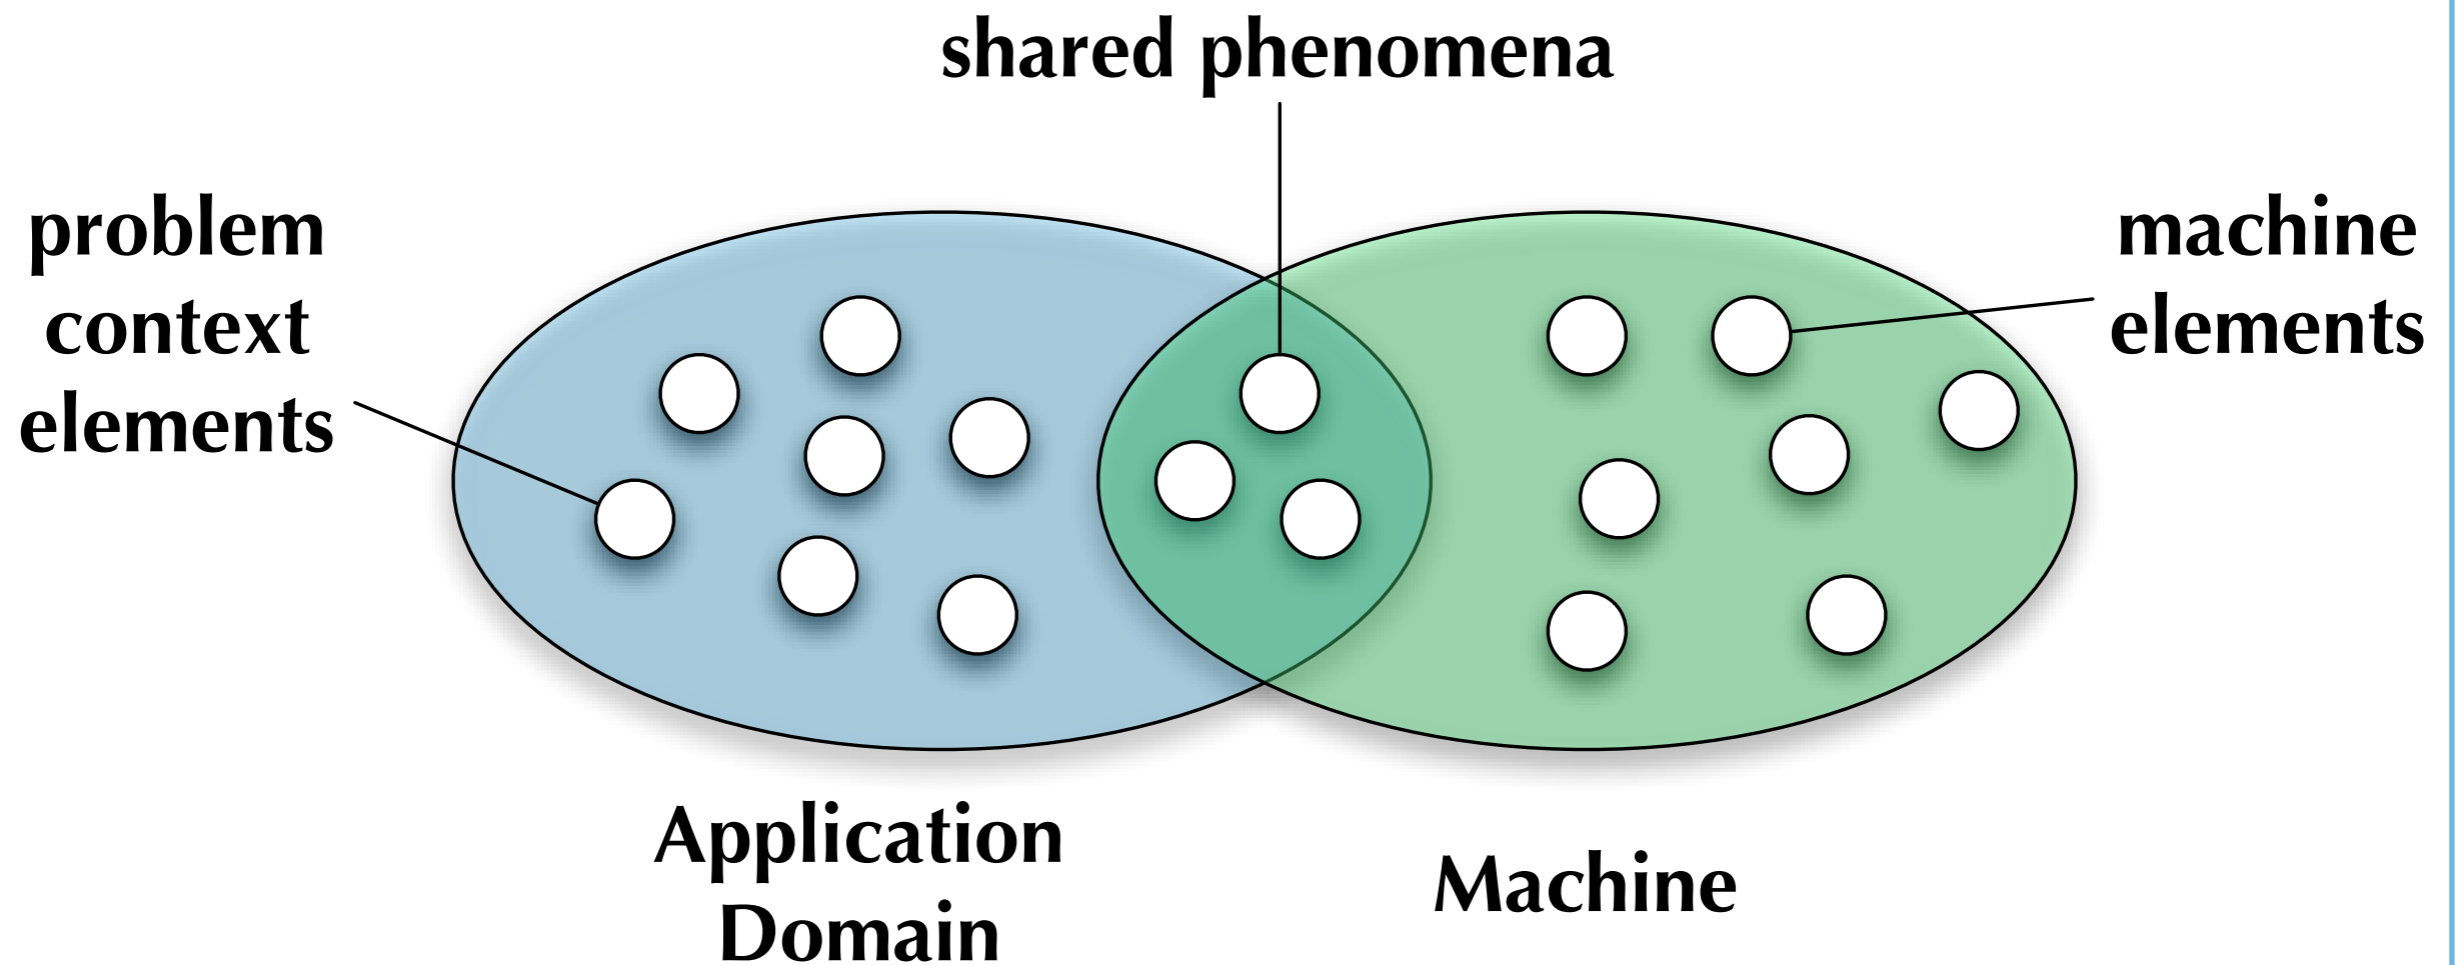 shared phenomena
problem
context
elements
machine
elements
Application
Domain
Machine